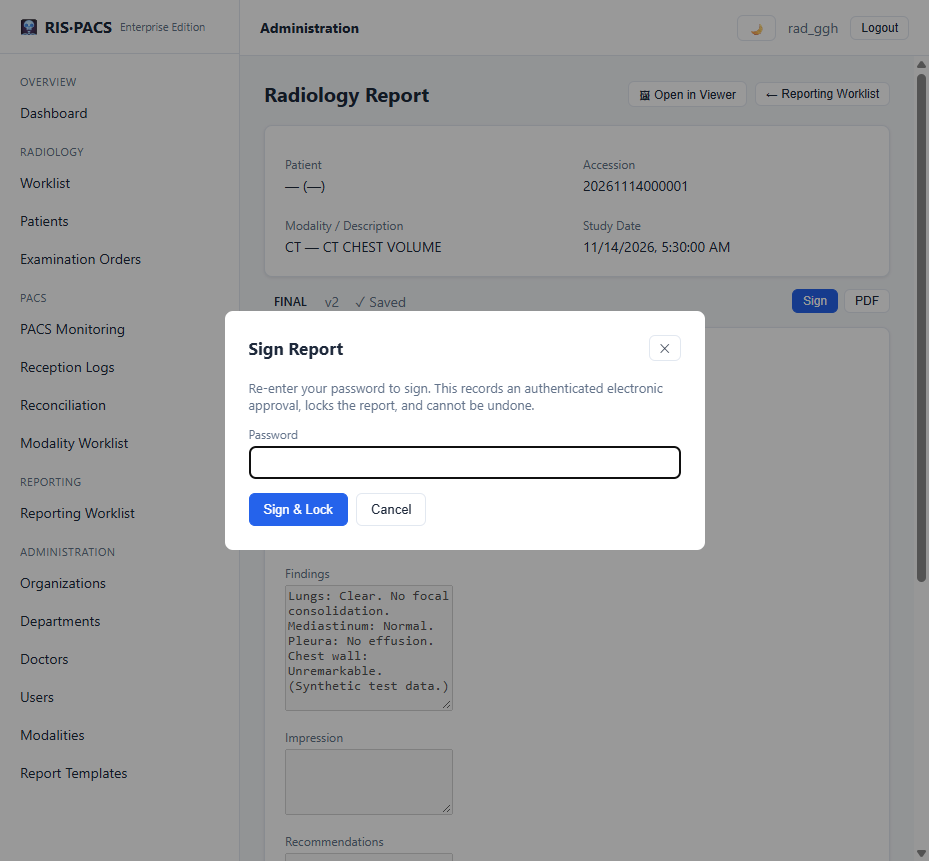 RIS·PACS Enterprise Edition
Administration
🌙 rad_ggh Logout
OVERVIEW
Dashboard
RADIOLOGY
Worklist
Patients
Examination Orders
PACS
PACS Monitoring
Reception Logs
Reconciliation
Modality Worklist
REPORTING
Reporting Worklist
ADMINISTRATION
Organizations
Departments
Doctors
Users
Modalities
Report Templates
Radiology Report
Open in Viewer ← Reporting Worklist
Patient
— (—)
Accession
20261114000001
Modality / Description
CT — CT CHEST VOLUME
Study Date
11/14/2026, 5:30:00 AM
FINAL v2 ✓ Saved Sign PDF
Sign Report
×
Re-enter your password to sign. This records an authenticated electronic
approval, locks the report, and cannot be undone.
Password
Sign & Lock Cancel
Findings
Lungs: Clear. No focal
consolidation.
Mediastinum: Normal.
Pleura: No effusion.
Chest wall:
Unremarkable.
(Synthetic test data.)
Impression
Recommendations